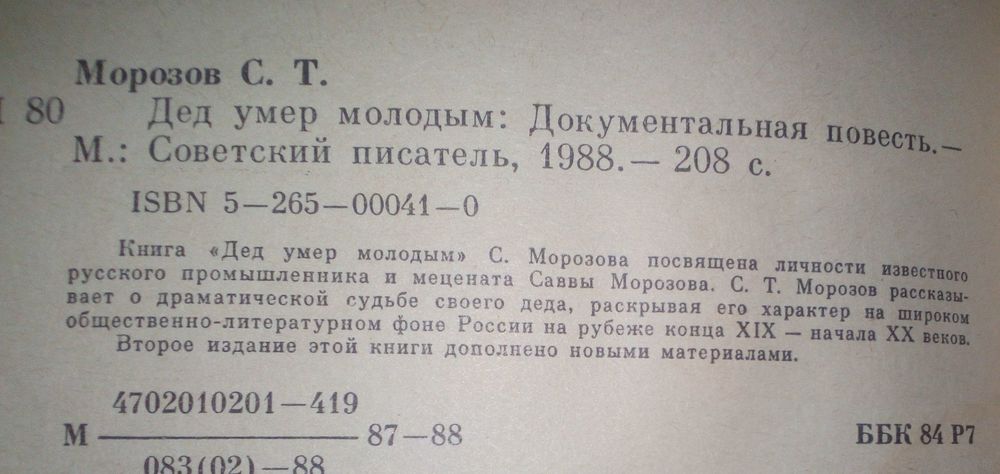 Морозов С. Т.
80 Дед умер молодым: Документальная повесть.—
М.: Советский писатель, 1988.— 208 с.
ISBN 5—265—00041—0
Книга «Дед умер молодым» С. Морозова посвящена личности известного
русского промышленника и мецената Саввы Морозова. С. Т. Морозов рассказы-
вает о драматической судьбе своего деда, раскрывая его характер на широком
общественно-литературном фоне России на рубеже конца XIX — начала XX веков.
Второе издание этой книги дополнено новыми материалами.
4702010201—419
М 87—88
083(02)—88
ББК 84 Р7